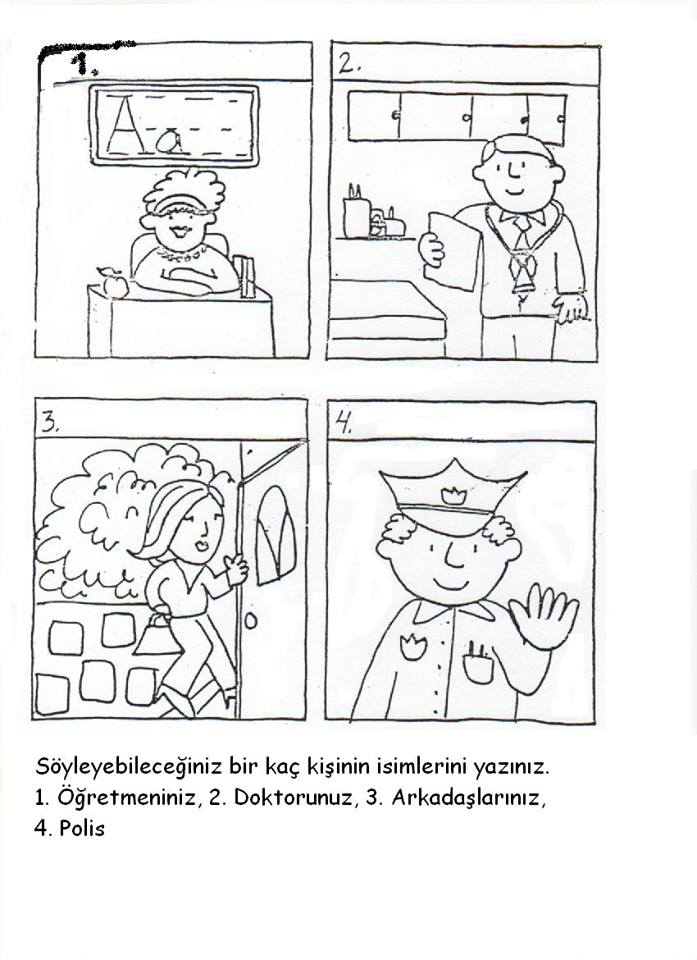 1.
2.
Aa
3.
4.
Söyleyebileceğiniz bir kaç kişinin isimlerini yazınız.
1. Öğretmeniniz, 2. Doktorunuz, 3. Arkadaşlarınız,
4. Polis